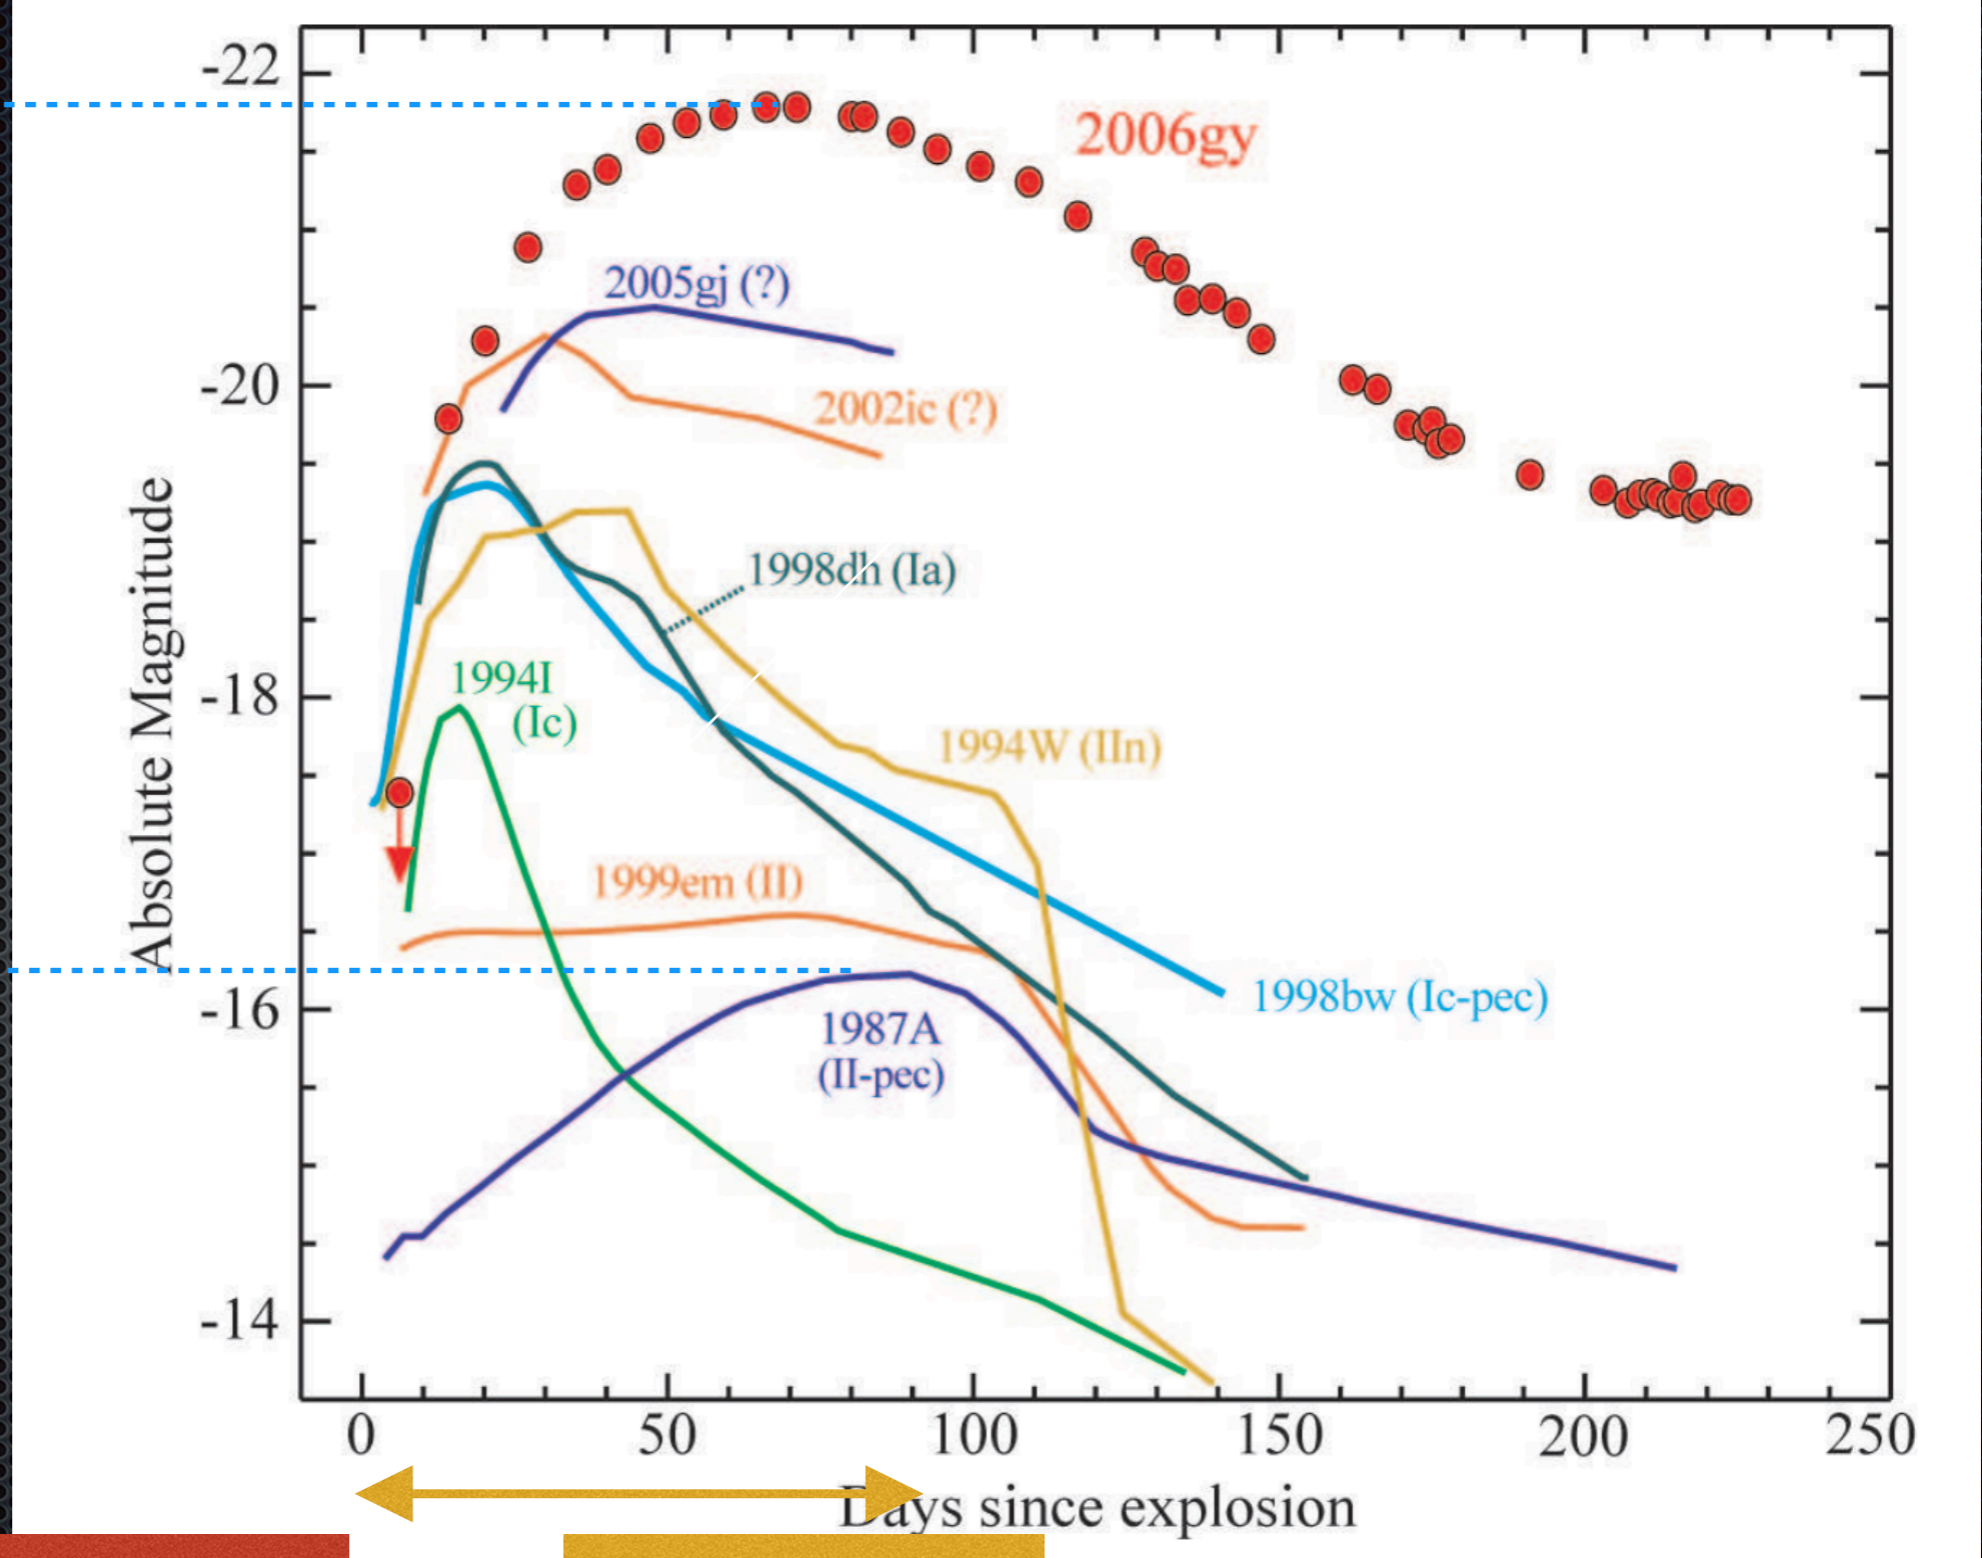 -22
2006gy
2005gj (?)
-20
2002ic (?)
1998dh (Ia)
1994I
(Ic)
-18
1994W (IIn)
Absolute Magnitude
1999em (II)
1998bw (Ic-pec)
-16
1987A
(II-pec)
-14
0 50 100 150 200 250
Days since explosion